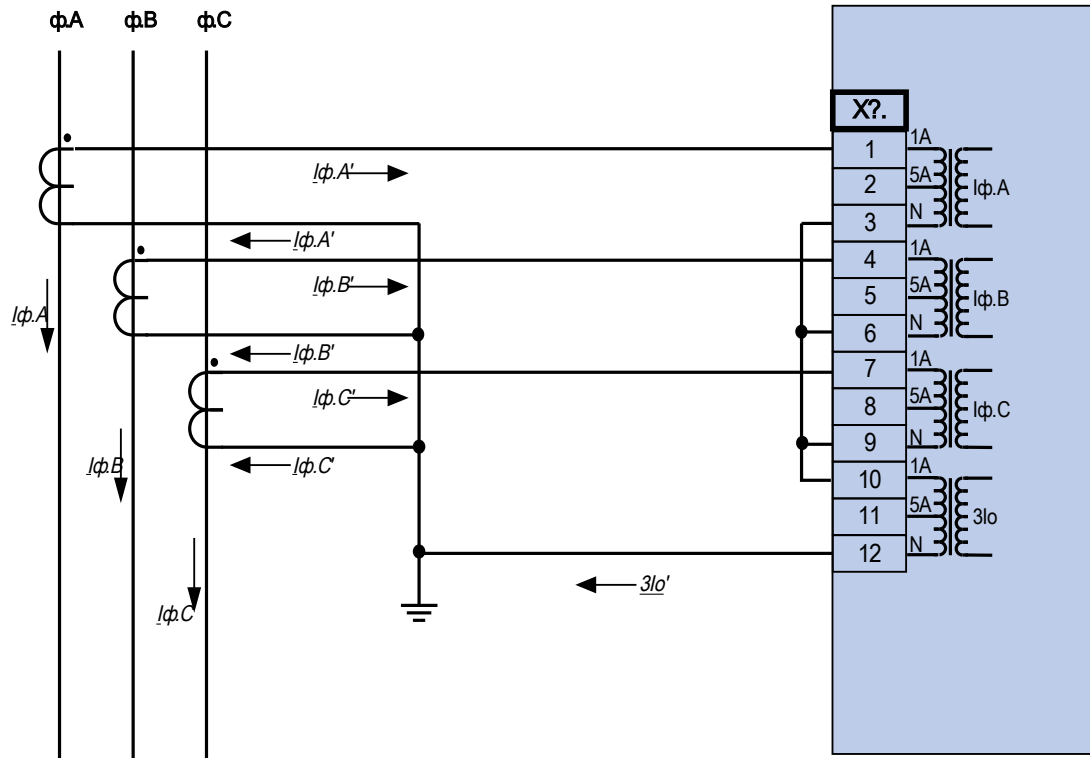 ф.A ф.B ф.C
X?.
1 1A
2 5A Iф.A
3 N
4 1A
5 5A Iф.B
6 N
7 1A
8 5A Iф.C
9 N
10 1A
11 5A 3Io
12 N
Iф.A'
Iф.A'
Iф.B'
Iф.A
Iф.B'
Iф.C'
Iф.B
Iф.C'
3Io'
Iф.C